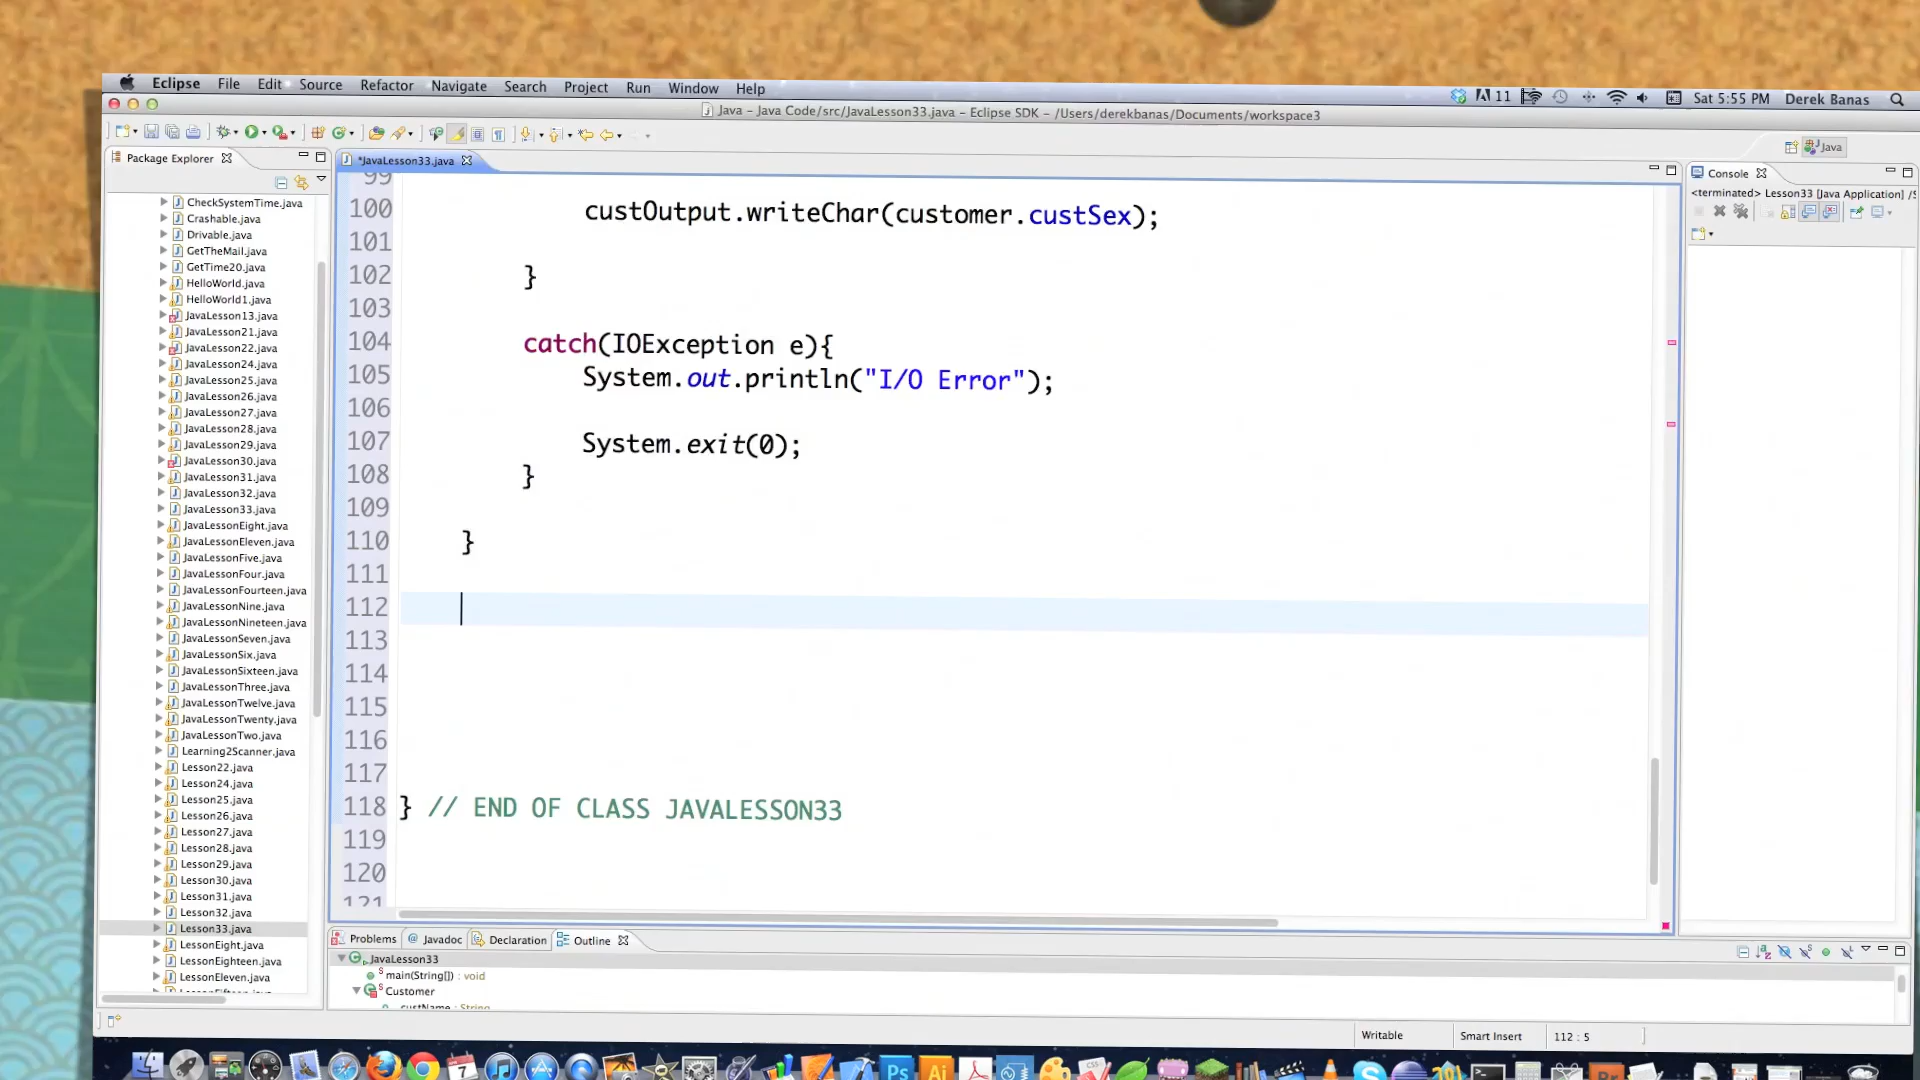 Eclipse File Edit Source Refactor Navigate Search Project Run Window Help
11 Sat 5:55 PM Derek Banas
Java – Java Code/src/JavaLesson33.java – Eclipse SDK – /Users/derekbanas/Documents/workspace3
Java
Package Explorer
CheckSystemTime.java
Crashable.java
Drivable.java
GetTheMail.java
GetTime20.java
HelloWorld.java
HelloWorld1.java
JavaLesson13.java
JavaLesson21.java
JavaLesson22.java
JavaLesson24.java
JavaLesson25.java
JavaLesson26.java
JavaLesson27.java
JavaLesson28.java
JavaLesson29.java
JavaLesson30.java
JavaLesson31.java
JavaLesson32.java
JavaLesson33.java
JavaLessonEight.java
JavaLessonEleven.java
JavaLessonFive.java
JavaLessonFour.java
JavaLessonFourteen.java
JavaLessonNine.java
JavaLessonNineteen.java
JavaLessonSeven.java
JavaLessonSix.java
JavaLessonSixteen.java
JavaLessonThree.java
JavaLessonTwelve.java
JavaLessonTwenty.java
JavaLessonTwo.java
Learning2Scanner.java
Lesson22.java
Lesson24.java
Lesson25.java
Lesson26.java
Lesson27.java
Lesson28.java
Lesson29.java
Lesson30.java
Lesson31.java
Lesson32.java
Lesson33.java
LessonEight.java
LessonEighteen.java
LessonEleven.java
*JavaLesson33.java
99
100 custOutput.writeChar(customer.custSex);
101
102 }
103
104 catch(IOException e){
105 System.out.println("I/O Error");
106
107 System.exit(0);
108 }
109
110 }
111
112
113
114
115
116
117
118 } // END OF CLASS JAVALESSON33
119
120
121
Console
<terminated> Lesson33 [Java Application] /S
Problems @ Javadoc Declaration Outline
JavaLesson33
main(String[]) : void
Customer
custName : String
Writable Smart Insert 112 : 5
7 Ps Ai Br